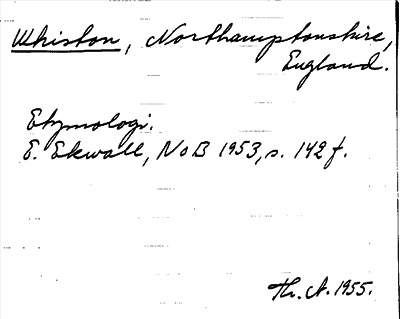 Whiston, Northamptonshire,
England.
Etymologi.
E. Ekwall, NoB 1953, s. 142 f.
Th. A. 1955.